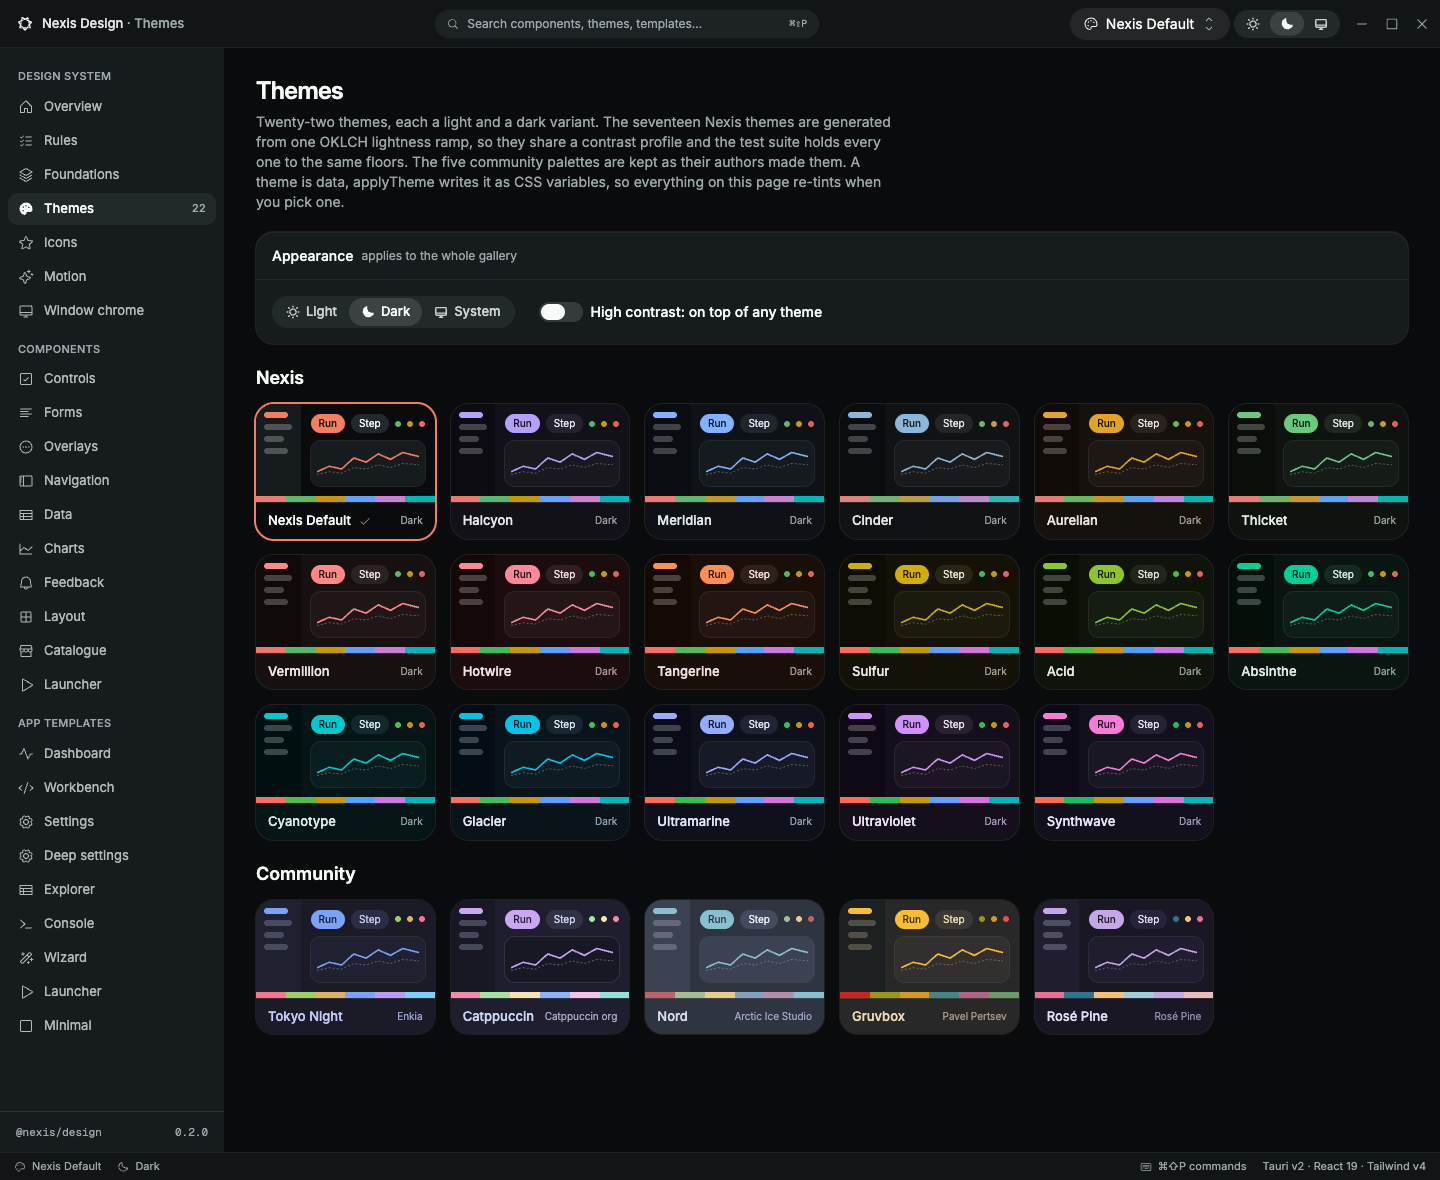 Nexis Design · Themes
Search components, themes, templates... ⌘⇧P
Nexis Default
DESIGN SYSTEM
Overview
Rules
Foundations
Themes 22
Icons
Motion
Window chrome
COMPONENTS
Controls
Forms
Overlays
Navigation
Data
Charts
Feedback
Layout
Catalogue
Launcher
APP TEMPLATES
Dashboard
Workbench
Settings
Deep settings
Explorer
Console
Wizard
Launcher
Minimal
@nexis/design 0.2.0
Themes
Twenty-two themes, each a light and a dark variant. The seventeen Nexis themes are generated
from one OKLCH lightness ramp, so they share a contrast profile and the test suite holds every
one to the same floors. The five community palettes are kept as their authors made them. A
theme is data, applyTheme writes it as CSS variables, so everything on this page re-tints when
you pick one.
Appearance applies to the whole gallery
Light Dark System High contrast: on top of any theme
Nexis
Run Step Run Step Run Step Run Step Run Step Run Step
Nexis Default Dark Halcyon Dark Meridian Dark Cinder Dark Aurelian Dark Thicket Dark
Run Step Run Step Run Step Run Step Run Step Run Step
Vermilion Dark Hotwire Dark Tangerine Dark Sulfur Dark Acid Dark Absinthe Dark
Run Step Run Step Run Step Run Step Run Step
Cyanotype Dark Glacier Dark Ultramarine Dark Ultraviolet Dark Synthwave Dark
Community
Run Step Run Step Run Step Run Step Run Step
Tokyo Night Enkia Catppuccin Catppuccin org Nord Arctic Ice Studio Gruvbox Pavel Pertsev Rosé Pine Rosé Pine
Nexis Default Dark ⌘⇧P commands Tauri v2 · React 19 · Tailwind v4